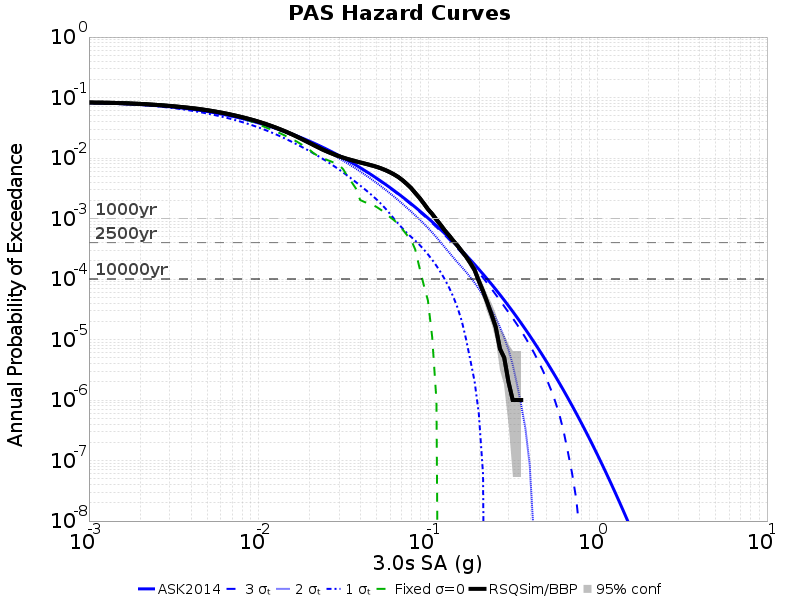 PAS Hazard Curves
Annual Probability of Exceedance
10^0
10^-1
10^-2
10^-3
10^-4
10^-5
10^-6
10^-7
10^-8
1000yr
2500yr
10000yr
10^-3 10^-2 10^-1 10^0 10^1
3.0s SA (g)
ASK2014 3 σₜ 2 σₜ 1 σₜ Fixed σ=0 RSQSim/BBP 95% conf